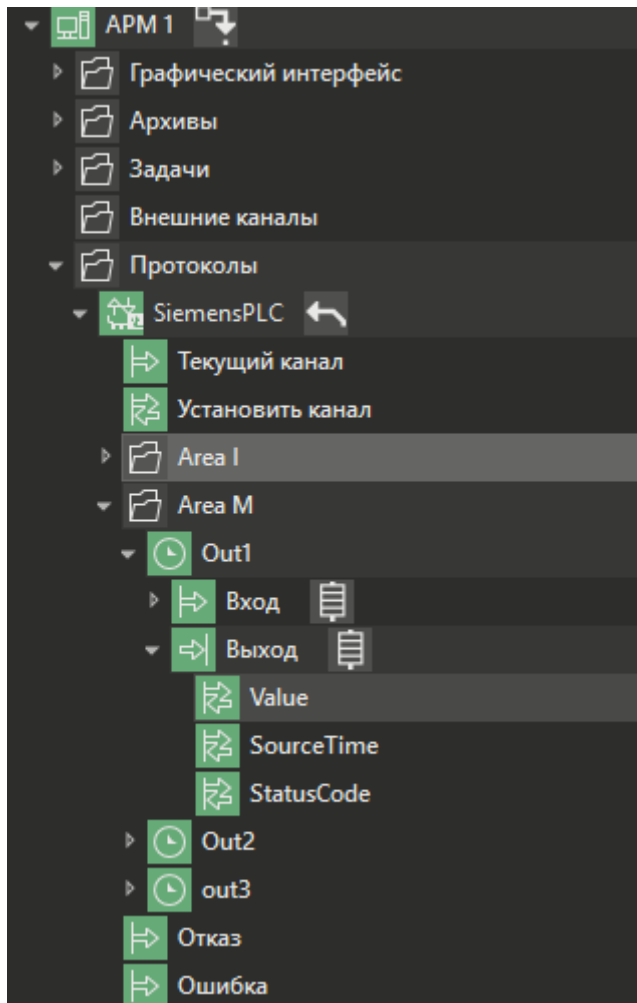 АРМ 1
Графический интерфейс
Архивы
Задачи
Внешние каналы
Протоколы
SiemensPLC
Текущий канал
Установить канал
Area I
Area M
Out1
Вход
Выход
Value
SourceTime
StatusCode
Out2
out3
Отказ
Ошибка